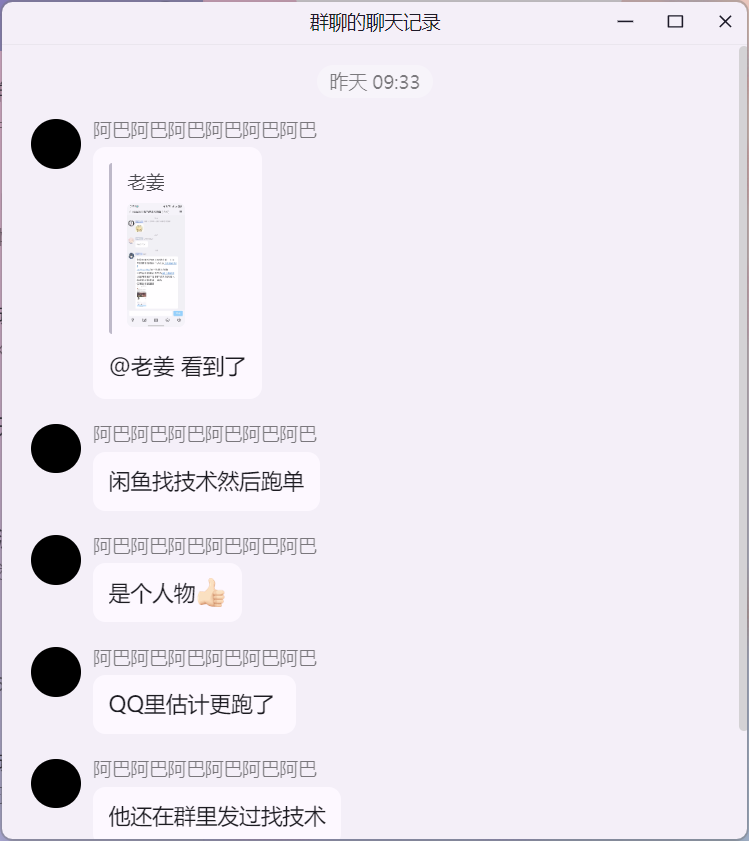 群聊的聊天记录
昨天 09:33
阿巴阿巴阿巴阿巴阿巴阿巴
老姜
@老姜 看到了
阿巴阿巴阿巴阿巴阿巴阿巴
闲鱼找技术然后跑单
阿巴阿巴阿巴阿巴阿巴阿巴
是个人物👍🏻
阿巴阿巴阿巴阿巴阿巴阿巴
QQ里估计更跑了
阿巴阿巴阿巴阿巴阿巴阿巴
他还在群里发过找技术